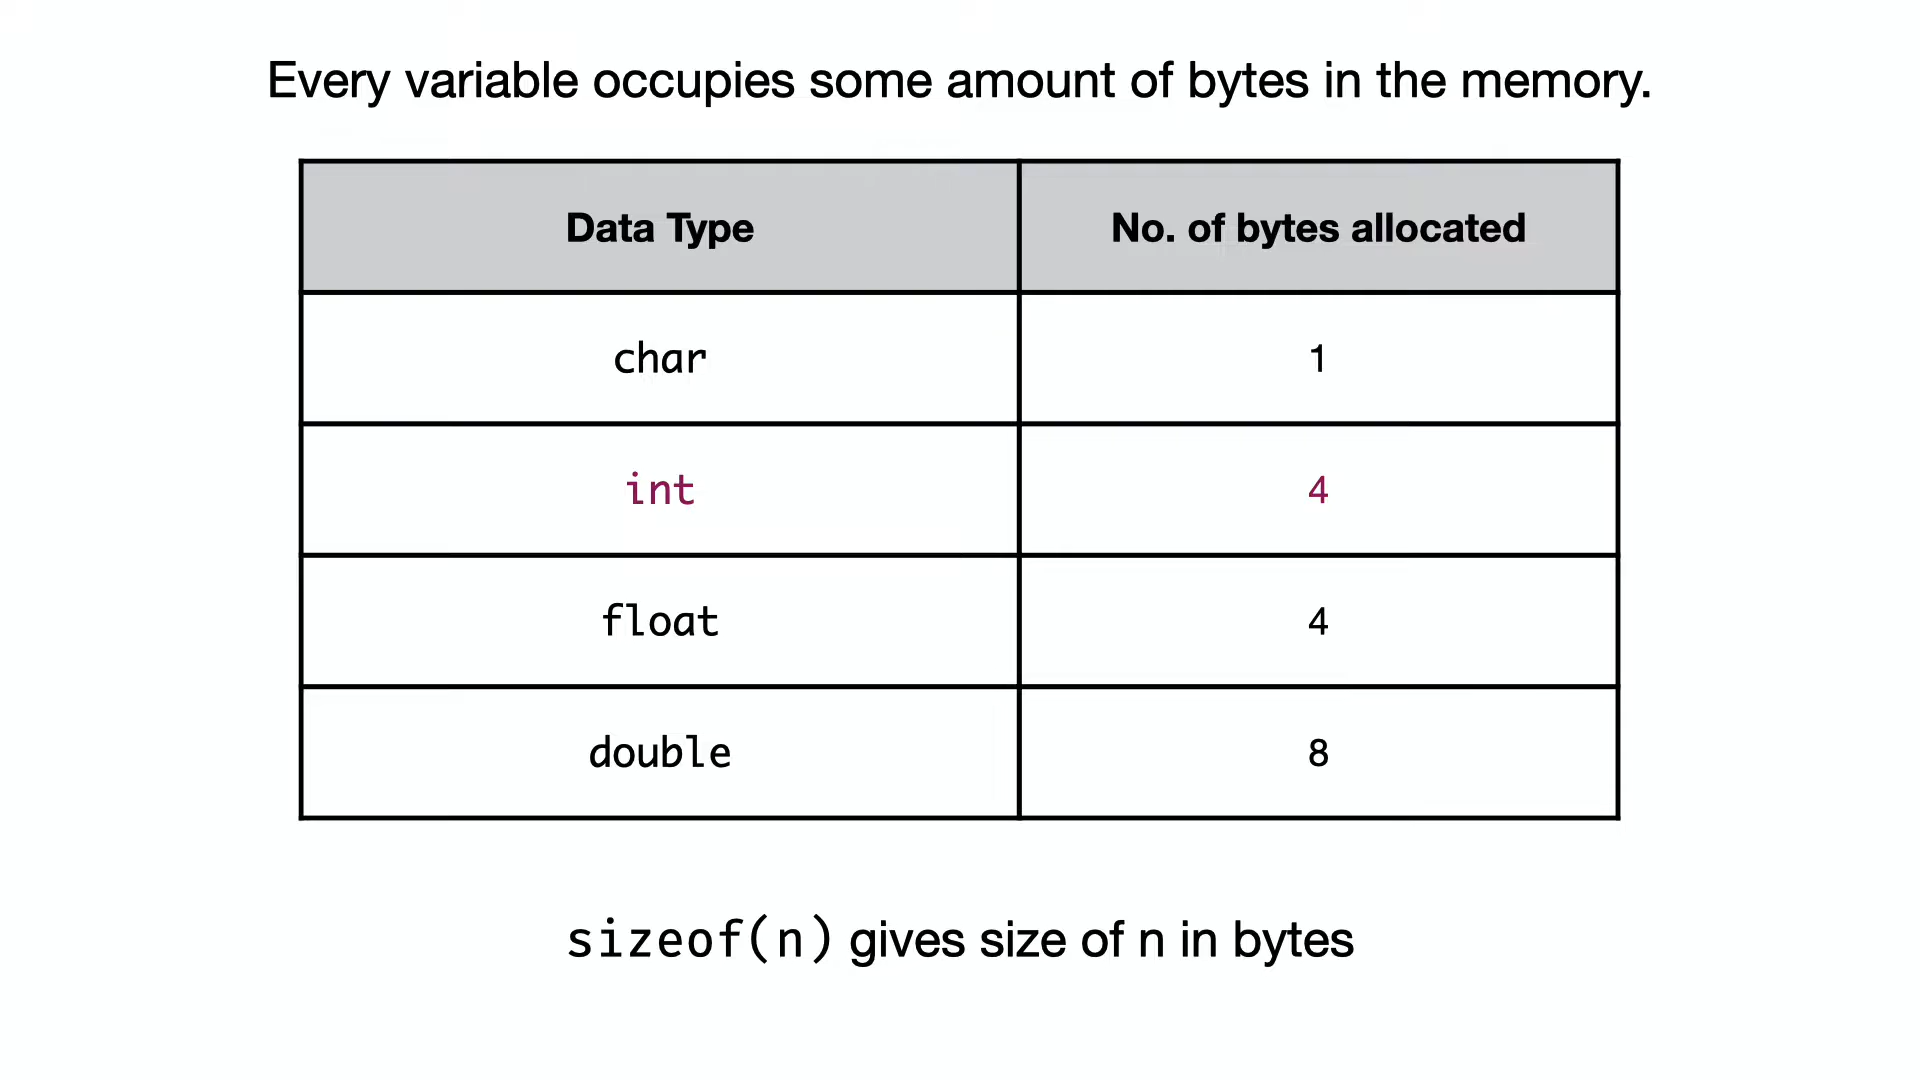 Every variable occupies some amount of bytes in the memory.
Data Type No. of bytes allocated
char 1
int 4
float 4
double 8
sizeof(n) gives size of n in bytes